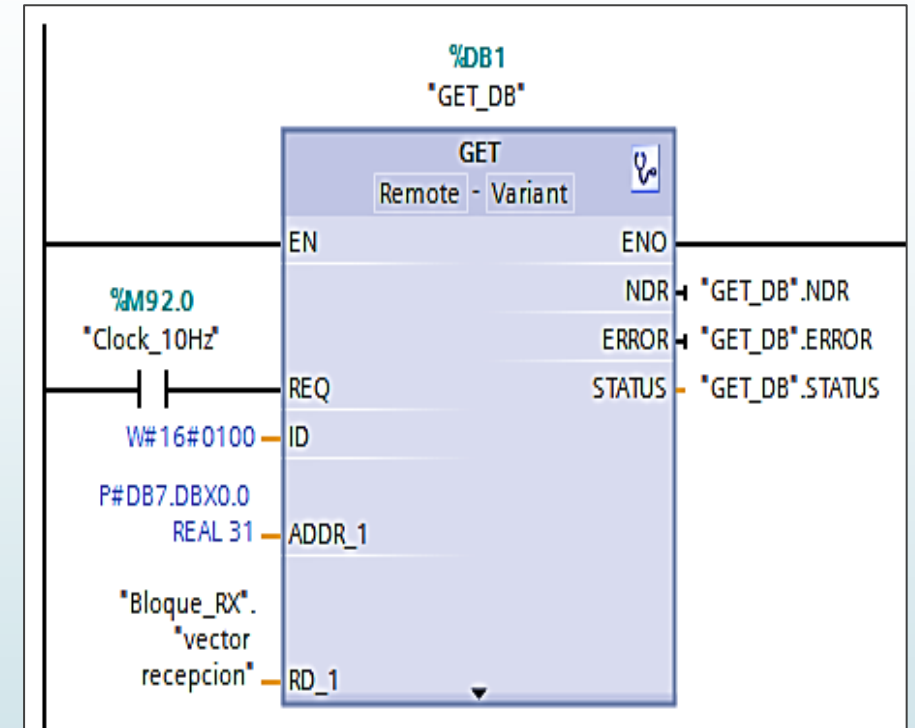 %DB1
"GET_DB"
GET
Remote - Variant
EN ENO
NDR "GET_DB".NDR
%M92.0
"Clock_10Hz"
ERROR "GET_DB".ERROR
REQ STATUS "GET_DB".STATUS
W#16#0100 ID
P#DB7.DBX0.0
REAL 31 ADDR_1
"Bloque_RX".
"vector
recepcion" RD_1